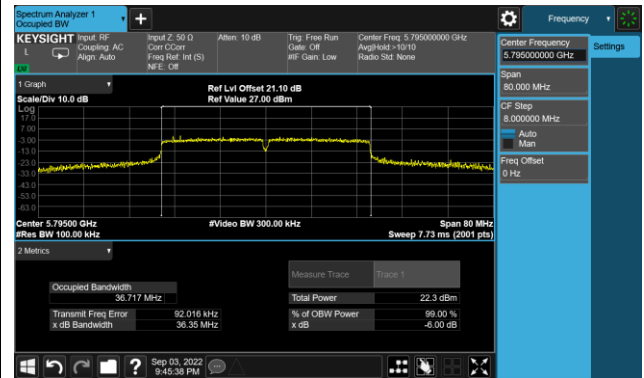 Spectrum Analyzer 1
Occupied BW
+
Frequency
KEYSIGHT Input: RF Input Z: 50 Ω Atten: 10 dB Trig: Free Run Center Freq: 5.795000000 GHz
L Coupling: AC Corr CCorr Gate: Off Avg|Hold:>10/10
Align: Auto Freq Ref: Int (S) #IF Gain: Low Radio Std: None
NFE: Off
Center Frequency
5.795000000 GHz
Settings
Span
80.000 MHz
CF Step
8.000000 MHz
Auto
Man
Freq Offset
0 Hz
1 Graph
Ref Lvl Offset 21.10 dB
Scale/Div 10.0 dB Ref Value 27.00 dBm
Log
17.0
7.00
-3.00
-13.0
-23.0
-33.0
-43.0
-53.0
-63.0
Center 5.79500 GHz #Video BW 300.00 kHz Span 80 MHz
#Res BW 100.00 kHz Sweep 7.73 ms (2001 pts)
2 Metrics
Measure Trace Trace 1
Occupied Bandwidth
36.717 MHz Total Power 22.3 dBm
Transmit Freq Error 92.016 kHz % of OBW Power 99.00 %
x dB Bandwidth 36.35 MHz x dB -6.00 dB
? Sep 03, 2022
9:45:38 PM